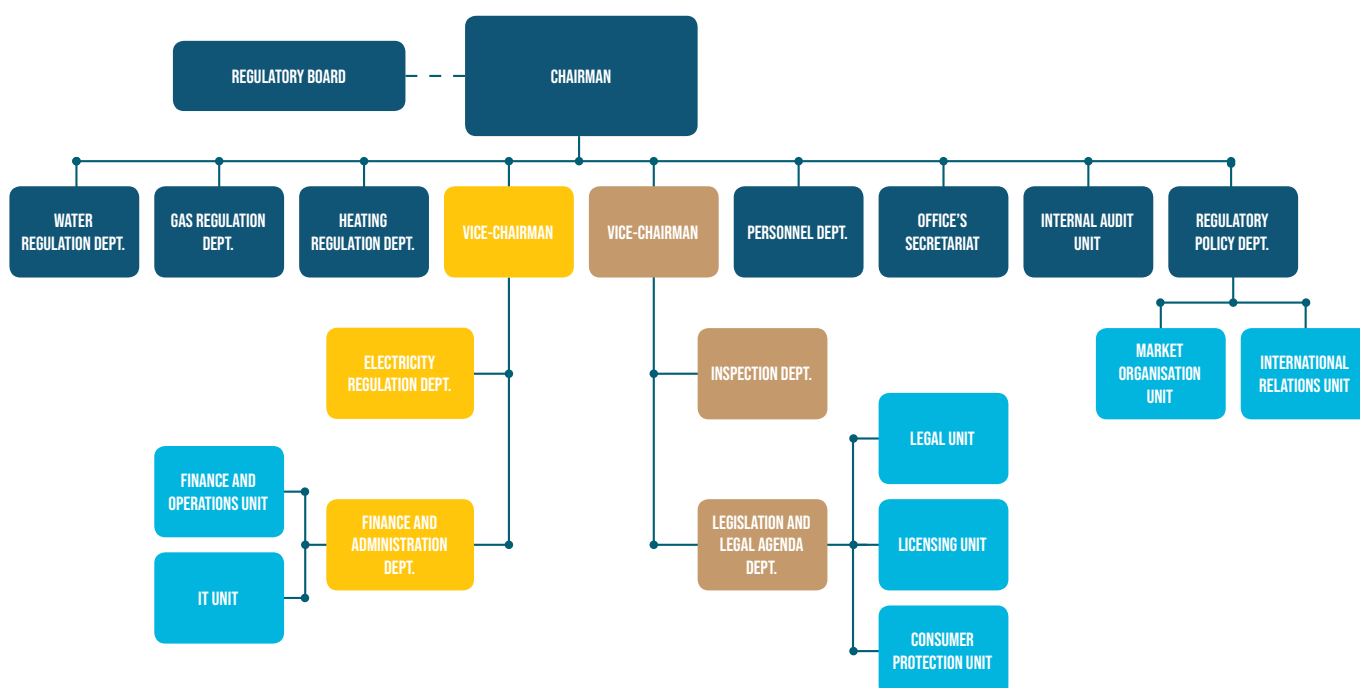 REGULATORY BOARD
CHAIRMAN
WATER
REGULATION DEPT.
GAS REGULATION
DEPT.
HEATING
REGULATION DEPT.
VICE-CHAIRMAN
VICE-CHAIRMAN
PERSONNEL DEPT.
OFFICE'S
SECRETARIAT
INTERNAL AUDIT
UNIT
REGULATORY
POLICY DEPT.
ELECTRICITY
REGULATION DEPT.
INSPECTION DEPT.
MARKET
ORGANISATION
UNIT
INTERNATIONAL
RELATIONS UNIT
LEGAL UNIT
FINANCE AND
OPERATIONS UNIT
FINANCE AND
ADMINISTRATION
DEPT.
LEGISLATION AND
LEGAL AGENDA
DEPT.
LICENSING UNIT
IT UNIT
CONSUMER
PROTECTION UNIT